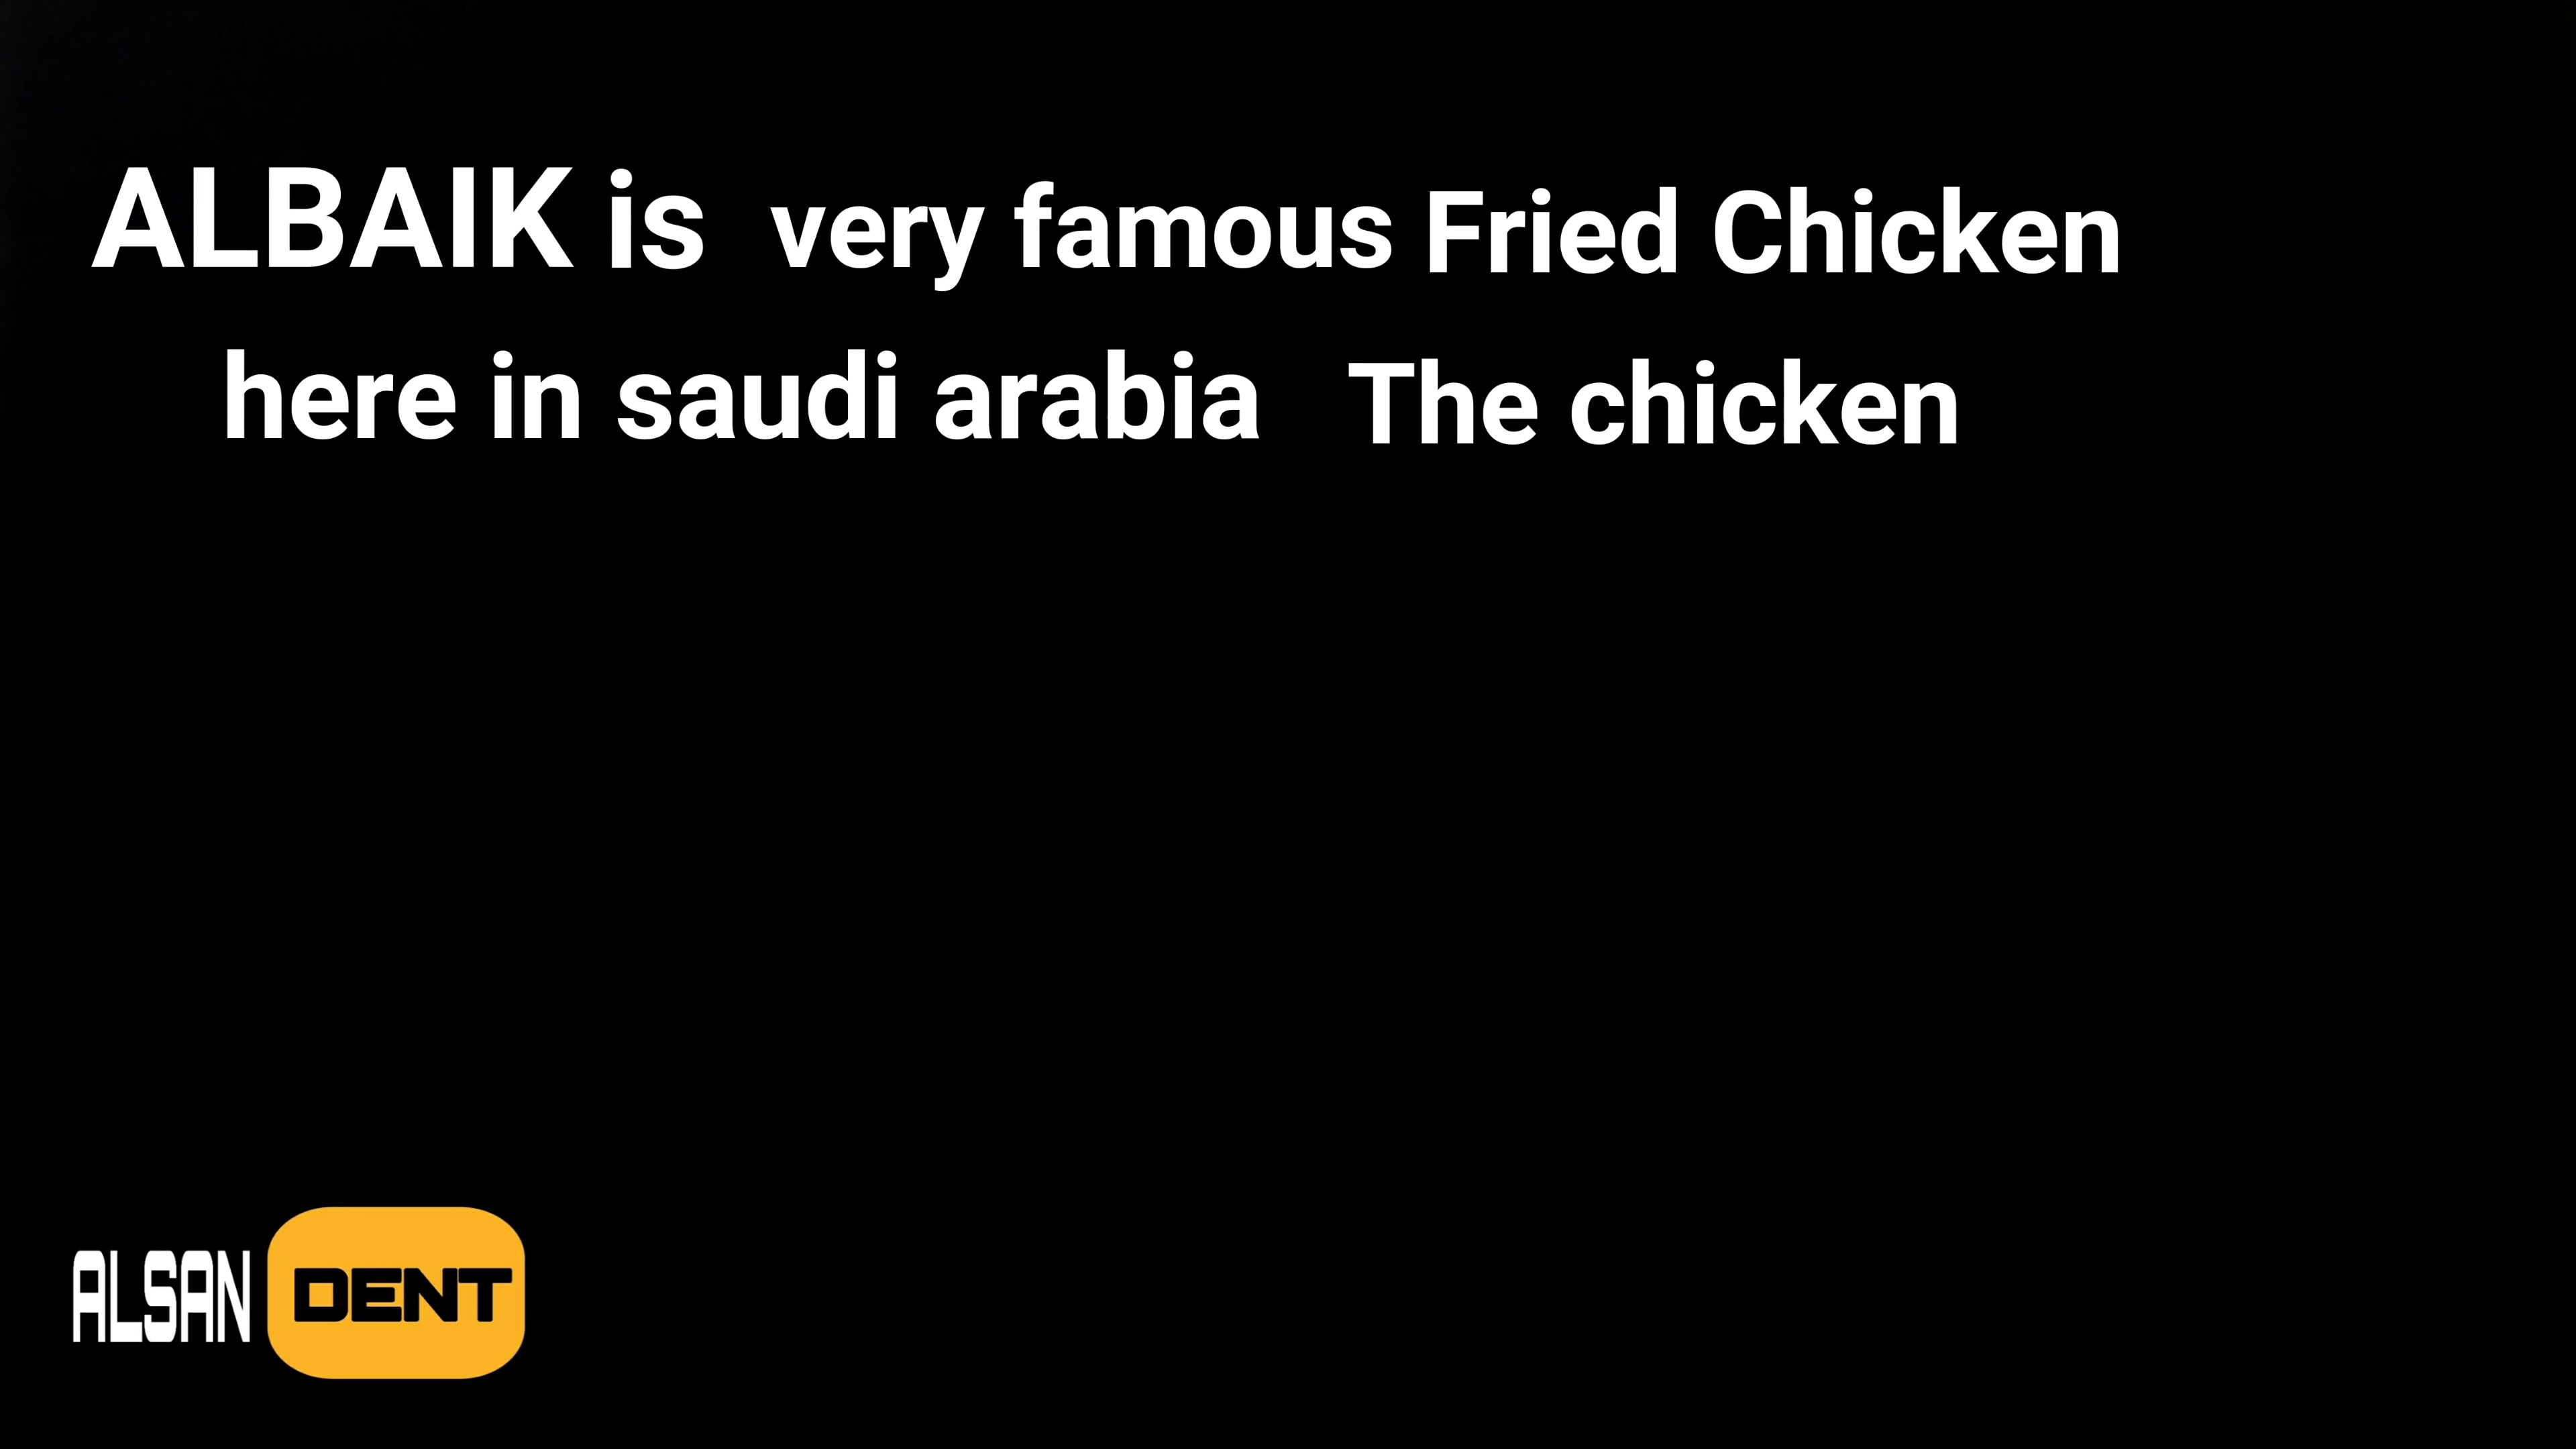 ALBAIK is very famous Fried Chicken
here in saudi arabia The chicken
ALSAN DENT